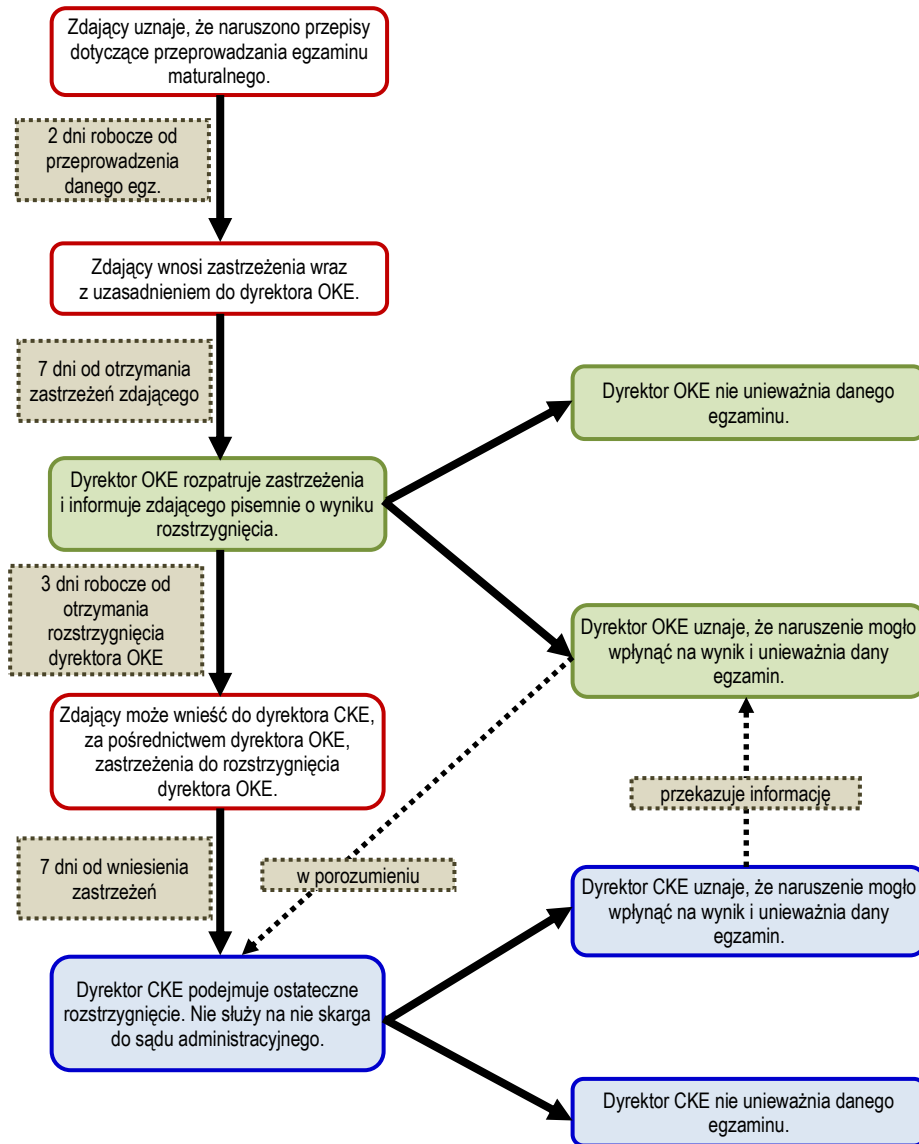 Zdający uznaje, że naruszono przepisy
dotyczące przeprowadzania egzaminu
maturalnego.
2 dni robocze od
przeprowadzenia
danego egz.
Zdający wnosi zastrzeżenia wraz
z uzasadnieniem do dyrektora OKE.
7 dni od otrzymania
zastrzeżeń zdającego
Dyrektor OKE nie unieważnia danego
egzaminu.
Dyrektor OKE rozpatruje zastrzeżenia
i informuje zdającego pisemnie o wyniku
rozstrzygnięcia.
3 dni robocze od
otrzymania
rozstrzygnięcia
dyrektora OKE
Dyrektor OKE uznaje, że naruszenie mogło
wpłynąć na wynik i unieważnia dany
egzamin.
Zdający może wnieść do dyrektora CKE,
za pośrednictwem dyrektora OKE,
zastrzeżenia do rozstrzygnięcia
dyrektora OKE.
przekazuje informację
7 dni od wniesienia
zastrzeżeń
w porozumieniu
Dyrektor CKE uznaje, że naruszenie mogło
wpłynąć na wynik i unieważnia dany
egzamin.
Dyrektor CKE podejmuje ostateczne
rozstrzygnięcie. Nie służy na nie skarga
do sądu administracyjnego.
Dyrektor CKE nie unieważnia danego
egzaminu.